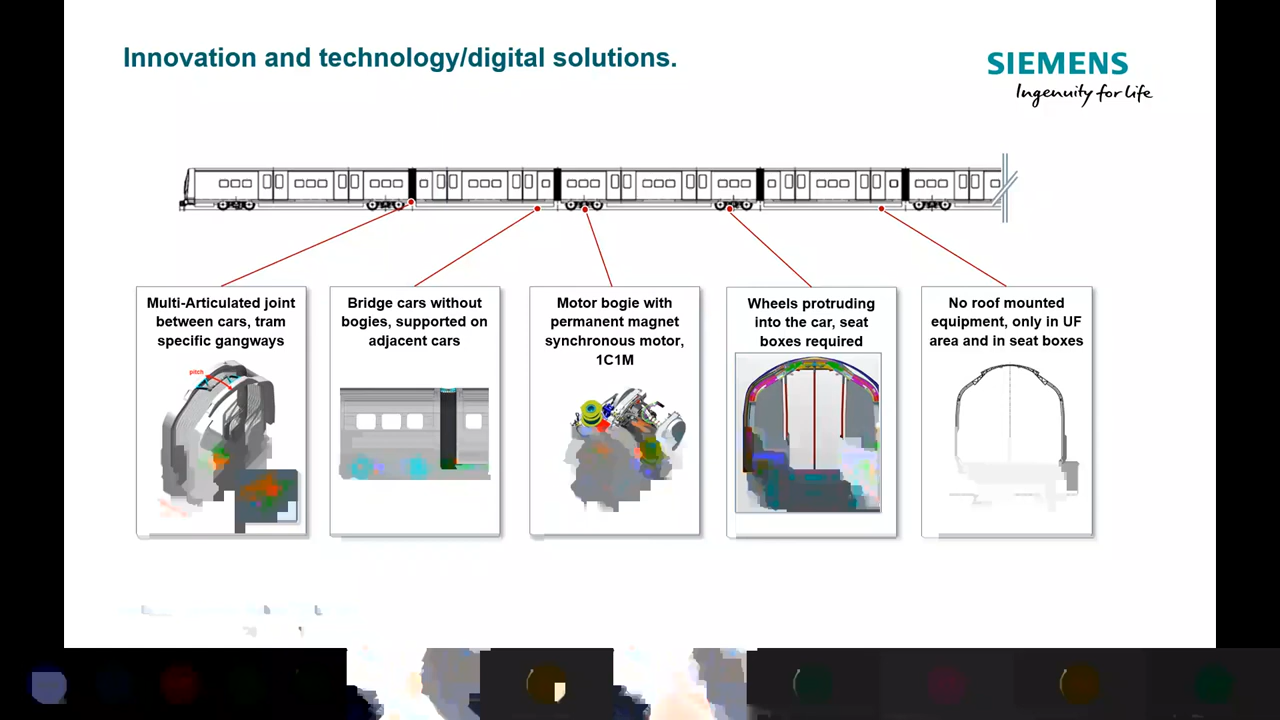 Innovation and technology/digital solutions.
SIEMENS
Ingenuity for life
Multi-Articulated joint
between cars, tram
specific gangways
pitch
Bridge cars without
bogies, supported on
adjacent cars
Motor bogie with
permanent magnet
synchronous motor,
1C1M
Wheels protruding
into the car, seat
boxes required
No roof mounted
equipment, only in UF
area and in seat boxes